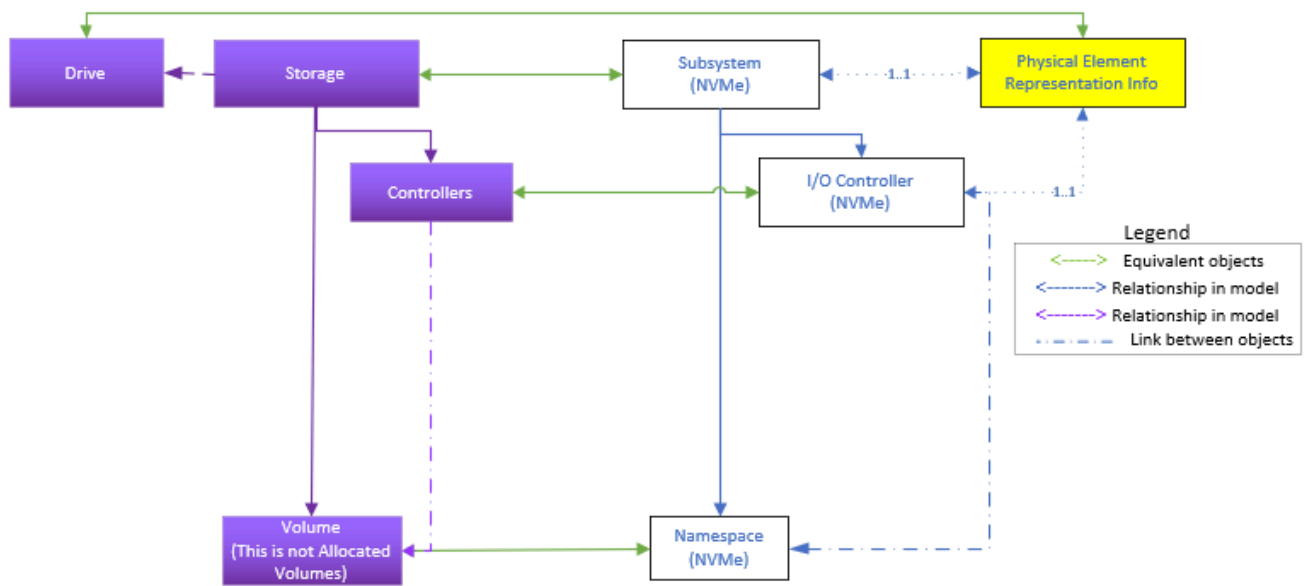 Drive
Storage
Subsystem
(NVMe)
1..1
Physical Element
Representation Info
Controllers
I/O Controller
(NVMe)
1..1
Legend
Equivalent objects
Relationship in model
Relationship in model
Link between objects
Volume
(This is not Allocated
Volumes)
Namespace
(NVMe)